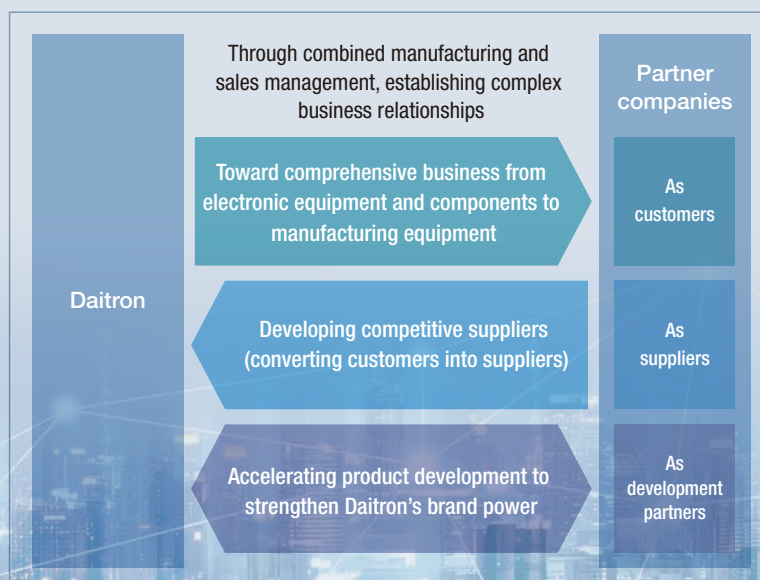 Through combined manufacturing and
sales management, establishing complex
business relationships
Partner
companies
Daitron
Toward comprehensive business from
electronic equipment and components to
manufacturing equipment
As
customers
Developing competitive suppliers
(converting customers into suppliers)
As
suppliers
Accelerating product development to
strengthen Daitron’s brand power
As
development
partners